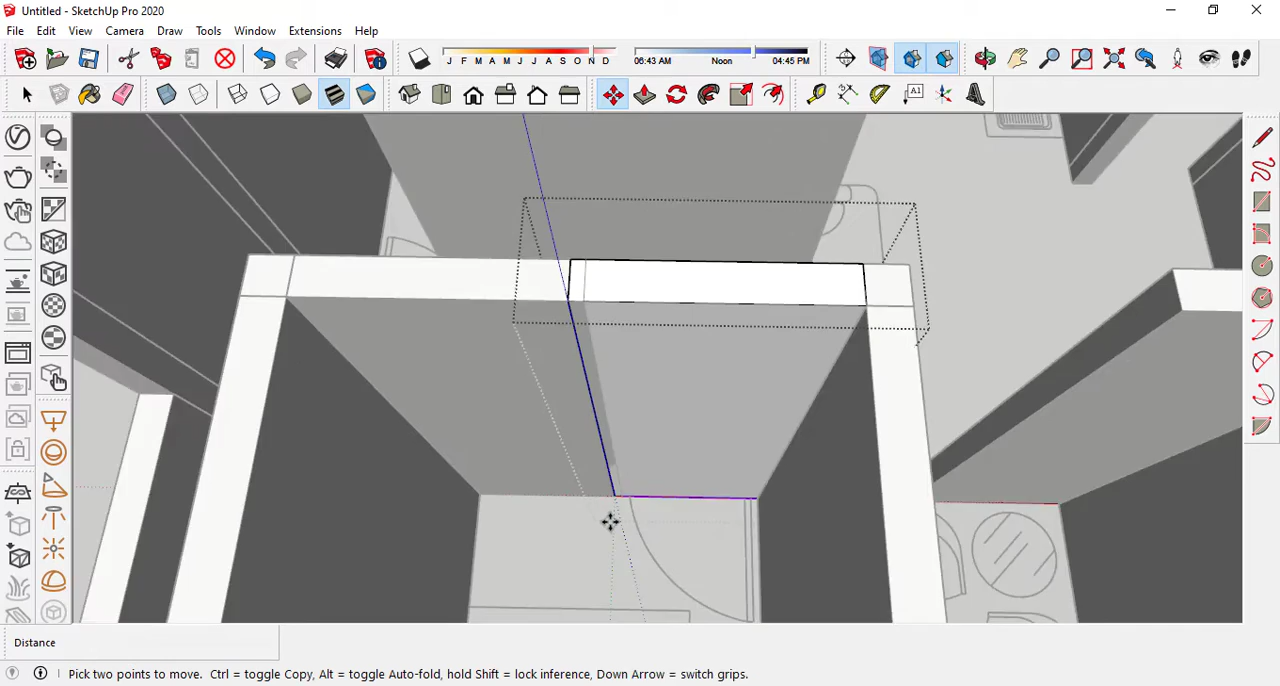 Untitled - SketchUp Pro 2020
File Edit View Camera Draw Tools Window Extensions Help
J F M A M J J A S O N D 06:43 AM Noon 04:45 PM
A1
Distance
Pick two points to move. Ctrl = toggle Copy, Alt = toggle Auto-fold, hold Shift = lock inference, Down Arrow = switch grips.